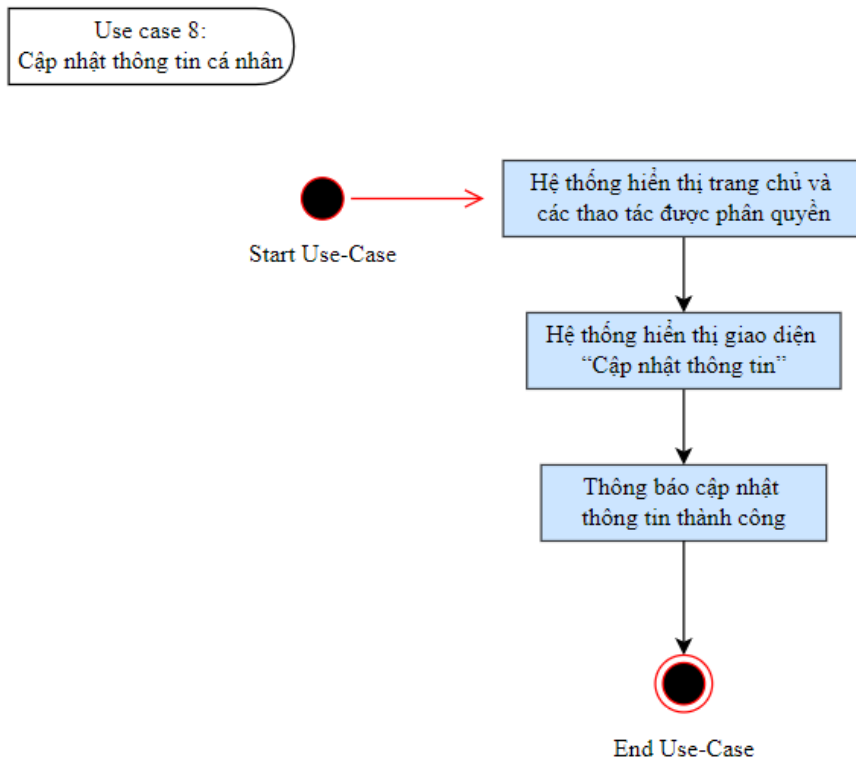 Use case 8:
Cập nhật thông tin cá nhân
Hệ thống hiển thị trang chủ và
các thao tác được phân quyền
Start Use-Case
Hệ thống hiển thị giao diện
“Cập nhật thông tin”
Thông báo cập nhật
thông tin thành công
End Use-Case